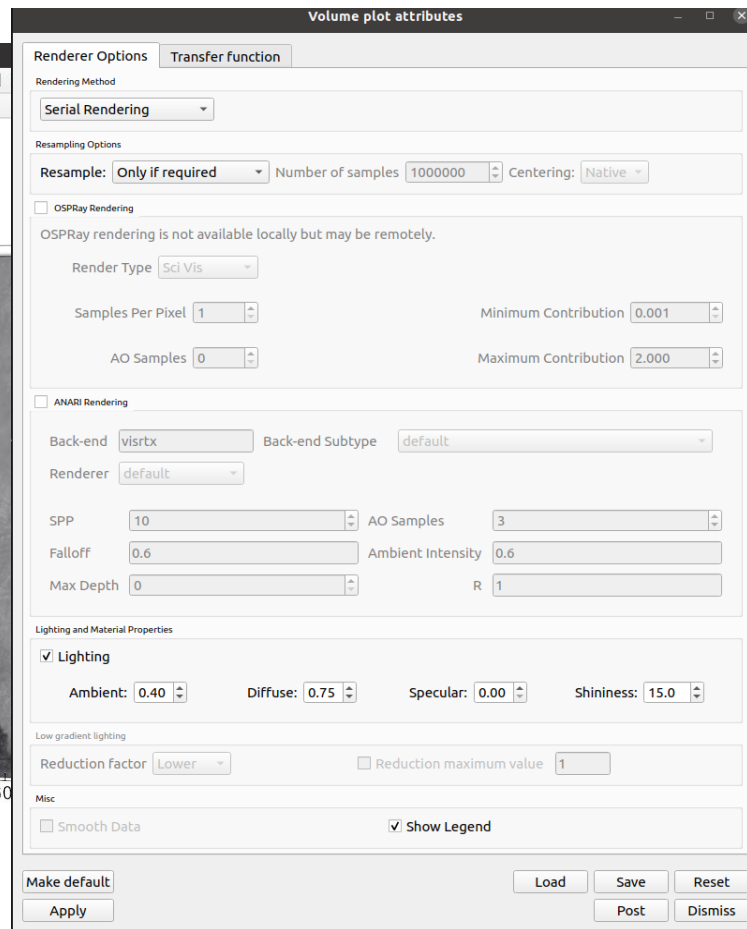 Volume plot attributes
Renderer Options Transfer function
Rendering Method
Serial Rendering
Resampling Options
Resample: Only if required Number of samples 1000000 Centering: Native
OSPRay Rendering
OSPRay rendering is not available locally but may be remotely.
Render Type Sci Vis
Samples Per Pixel 1 Minimum Contribution 0.001
AO Samples 0 Maximum Contribution 2.000
ANARI Rendering
Back-end visrtx Back-end Subtype default
Renderer default
SPP 10 AO Samples 3
Falloff 0.6 Ambient Intensity 0.6
Max Depth 0 R 1
Lighting and Material Properties
Lighting
Ambient: 0.40 Diffuse: 0.75 Specular: 0.00 Shininess: 15.0
Low gradient lighting
Reduction factor Lower Reduction maximum value 1
Misc
Smooth Data Show Legend
Make default Load Save Reset
Apply Post Dismiss